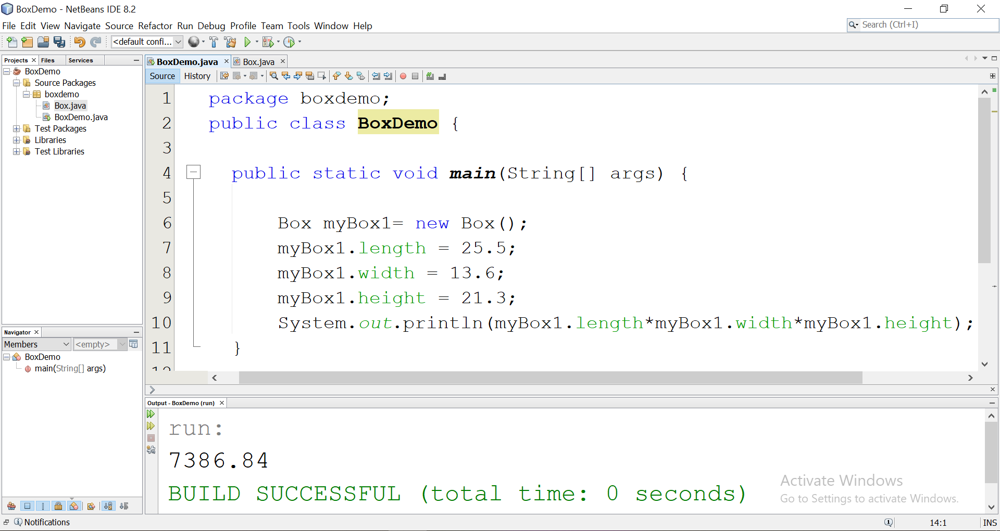 BoxDemo - NetBeans IDE 8.2
File Edit View Navigate Source Refactor Run Debug Profile Team Tools Window Help
Search (Ctrl+I)
<default confi...
Projects Files Services
BoxDemo
Source Packages
boxdemo
Box.java
BoxDemo.java
Test Packages
Libraries
Test Libraries
BoxDemo.java Box.java
Source History
1 package boxdemo;
2 public class BoxDemo {
3
4 public static void main(String[] args) {
5
6 Box myBox1= new Box();
7 myBox1.length = 25.5;
8 myBox1.width = 13.6;
9 myBox1.height = 21.3;
10 System.out.println(myBox1.length*myBox1.width*myBox1.height);
11 }
12
Navigator
Members <empty>
BoxDemo
main(String[] args)
Output - BoxDemo (run)
run:
7386.84
BUILD SUCCESSFUL (total time: 0 seconds)
Activate Windows
Go to Settings to activate Windows.
Notifications
14:1 INS